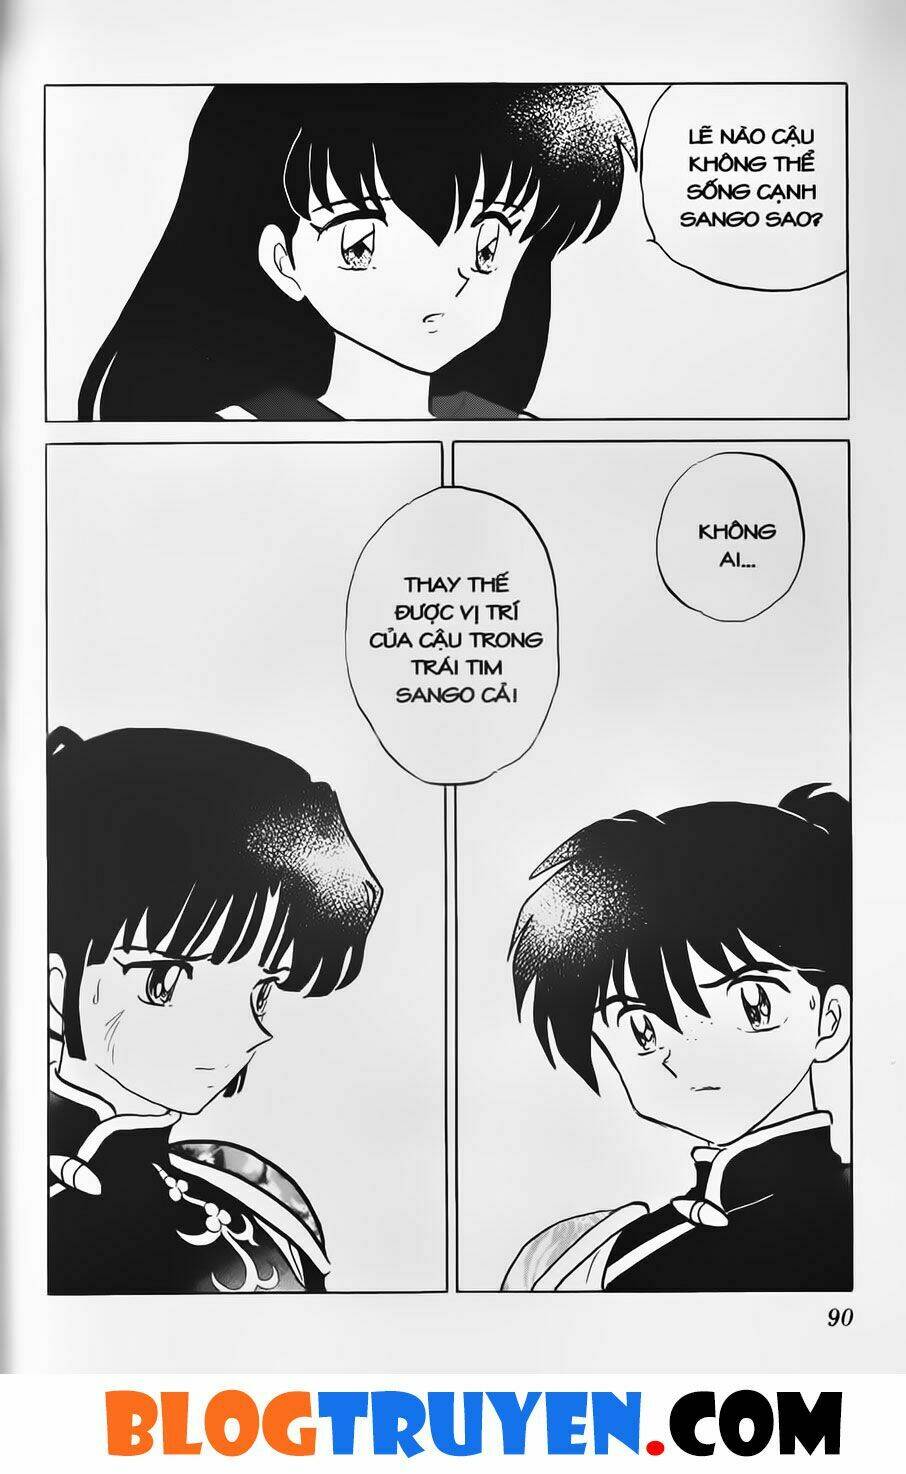 LẼ NÀO CẬU
KHÔNG THỂ
SỐNG CẠNH
SANGO SAO?
KHÔNG
AI...
THAY THẾ
ĐƯỢC VỊ TRÍ
CỦA CẬU TRONG
TRÁI TIM
SANGO CẢ!
90
BLOGTRUYEN.COM